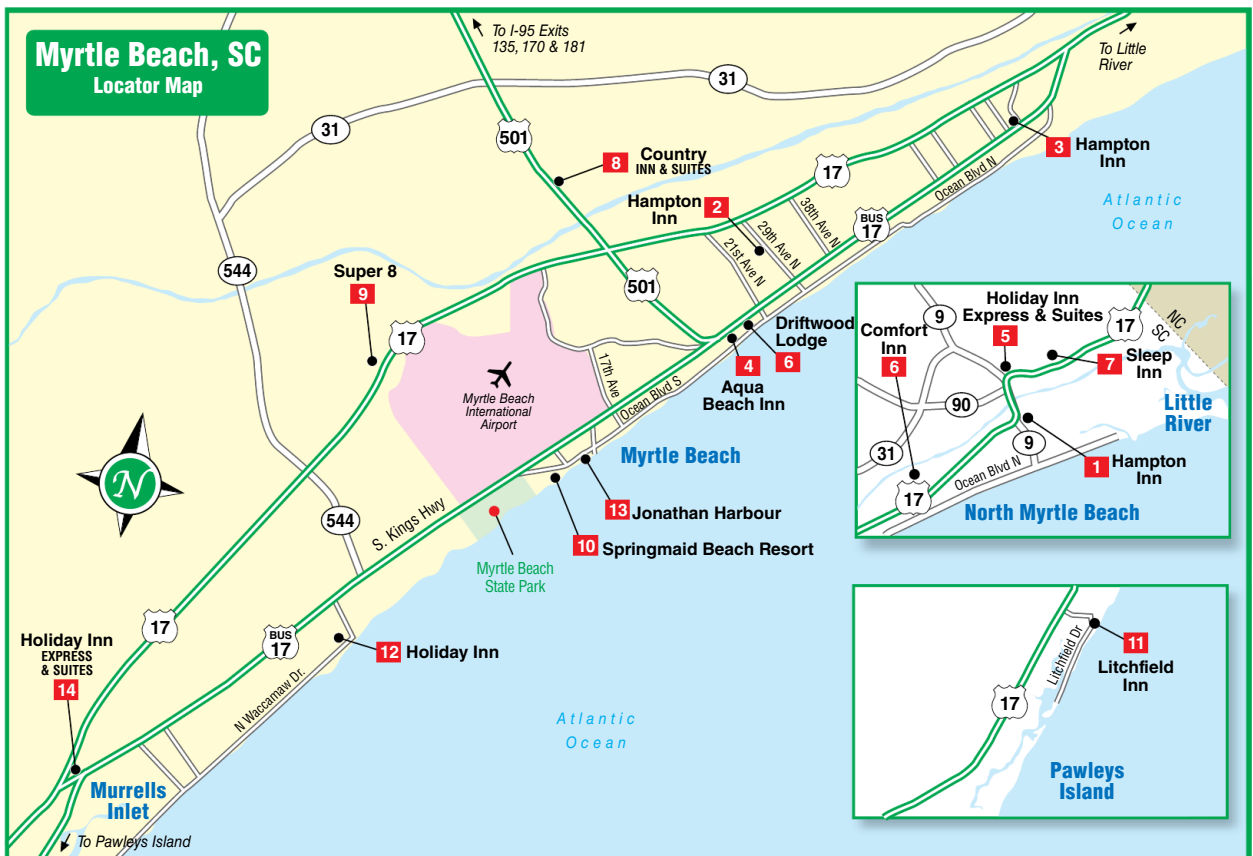 Myrtle Beach, SC
Locator Map
To I-95 Exits
135, 170 & 181
To Little
River
31
31
501
8 Country
INN & SUITES
17
3 Hampton
Inn
Hampton 2
Inn
38th Ave N
29th Ave N
21st Ave N
BUS
17
Ocean Blvd N
Atlantic
Ocean
544
Super 8
9
501
17
Driftwood
Lodge
6
4
Aqua
Beach Inn
17th Ave
Ocean Blvd S
Myrtle Beach
International
Airport
Myrtle Beach
N
544
S. Kings Hwy
13 Jonathan Harbour
10 Springmaid Beach Resort
Myrtle Beach
State Park
17
BUS
17
Holiday Inn
EXPRESS
& SUITES
14
12 Holiday Inn
N Waccamaw Dr.
Atlantic
Ocean
Murrells
Inlet
To Pawleys Island
Holiday Inn
Express & Suites
5
9
17
NC
SC
Comfort
Inn
6
7 Sleep
Inn
90
Little
River
31
9
1 Hampton
Inn
17
Ocean Blvd N
North Myrtle Beach
11
Litchfield
Inn
Litchfield Dr
17
Pawleys
Island